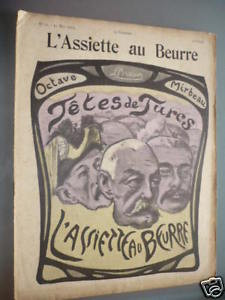 L'Assiette au Beurre
Octave
Mirbeau
Têtes de Turcs
L'ASSIETTE AU BEURRE